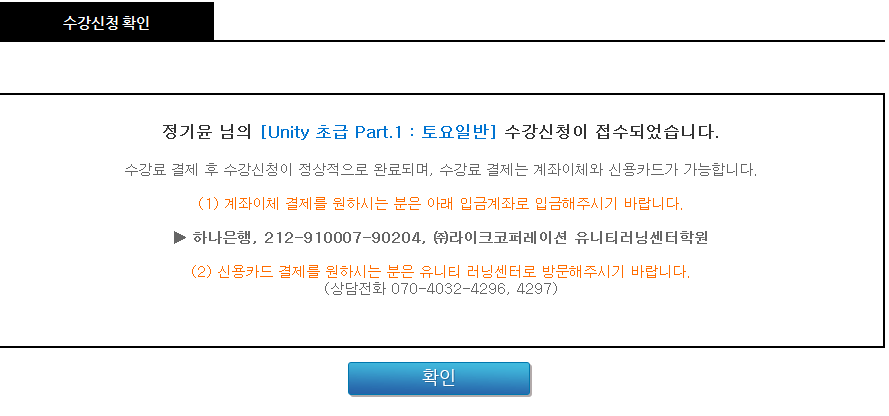 수강신청 확인
정기윤 님의 [Unity 초급 Part.1 : 토요일반] 수강신청이 접수되었습니다.
수강료 결제 후 수강신청이 정상적으로 완료되며, 수강료 결제는 계좌이체와 신용카드가 가능합니다.
(1) 계좌이체 결제를 원하시는 분은 아래 입금계좌로 입금해주시기 바랍니다.
▶ 하나은행, 212-910007-90204, ㈜라이크코퍼레이션 유니티러닝센터학원
(2) 신용카드 결제를 원하시는 분은 유니티 러닝센터로 방문해주시기 바랍니다.
(상담전화 070-4032-4296, 4297)
확인